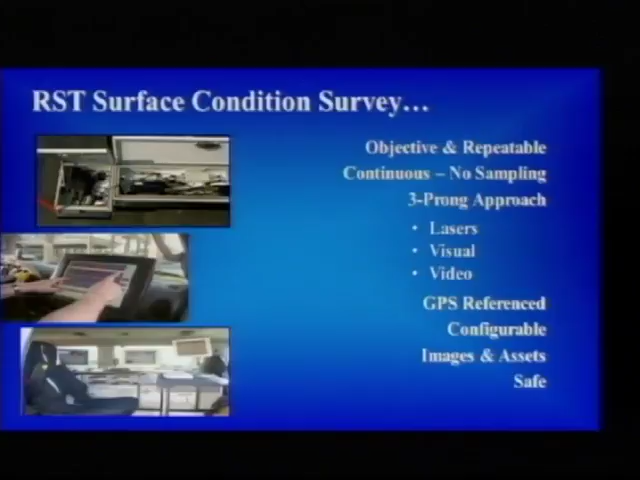 RST Surface Condition Survey…
Objective & Repeatable
Continuous – No Sampling
3-Prong Approach
• Lasers
• Visual
• Video
GPS Referenced
Configurable
Images & Assets
Safe